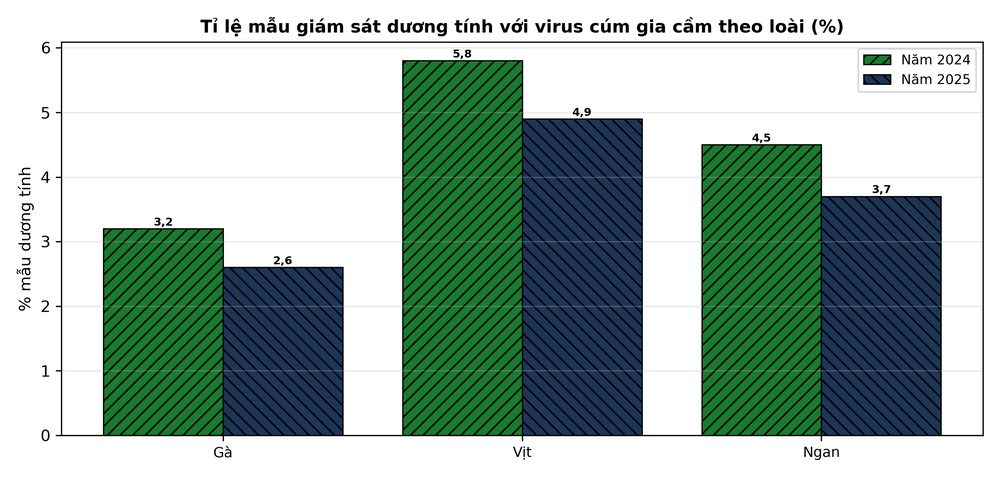 Tỉ lệ mẫu giám sát dương tính với virus cúm gia cầm theo loài (%)
Năm 2024
Năm 2025
% mẫu dương tính
6
5
4
3
2
1
0
3,2
2,6
5,8
4,9
4,5
3,7
Gà
Vịt
Ngan